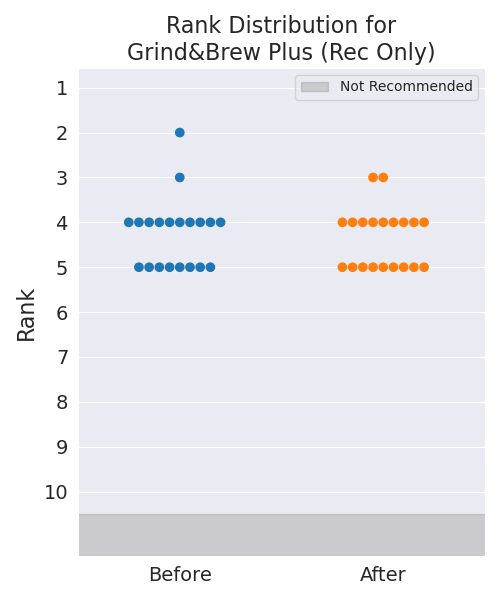 Rank Distribution for
Grind&Brew Plus (Rec Only)
Not Recommended
Rank
1
2
3
4
5
6
7
8
9
10
Before
After